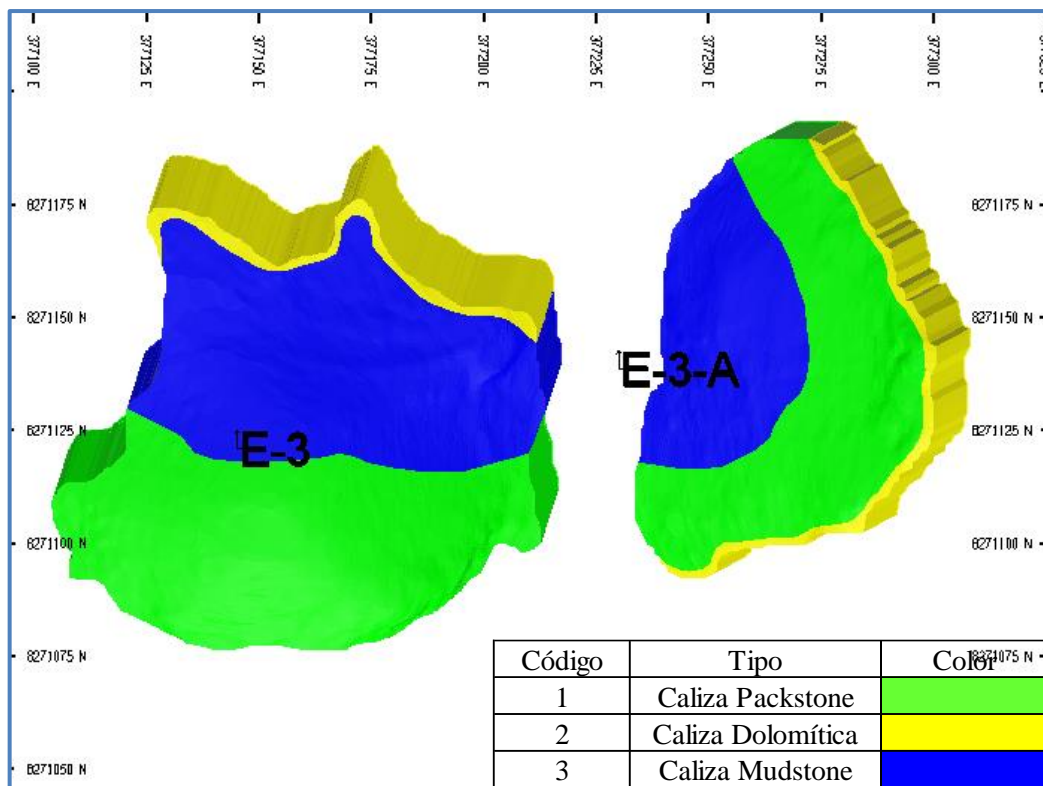 377100 E
377125 E
377150 E
377175 E
377200 E
377225 E
377250 E
377275 E
377300 E
8271175 N
8271175 N
8271150 N
8271150 N
E-3-A
8271125 N
8271125 N
E-3
8271100 N
8271100 N
8271075 N
8271075 N
Código Tipo Color
1 Caliza Packstone
2 Caliza Dolomítica
8271050 N
3 Caliza Mudstone